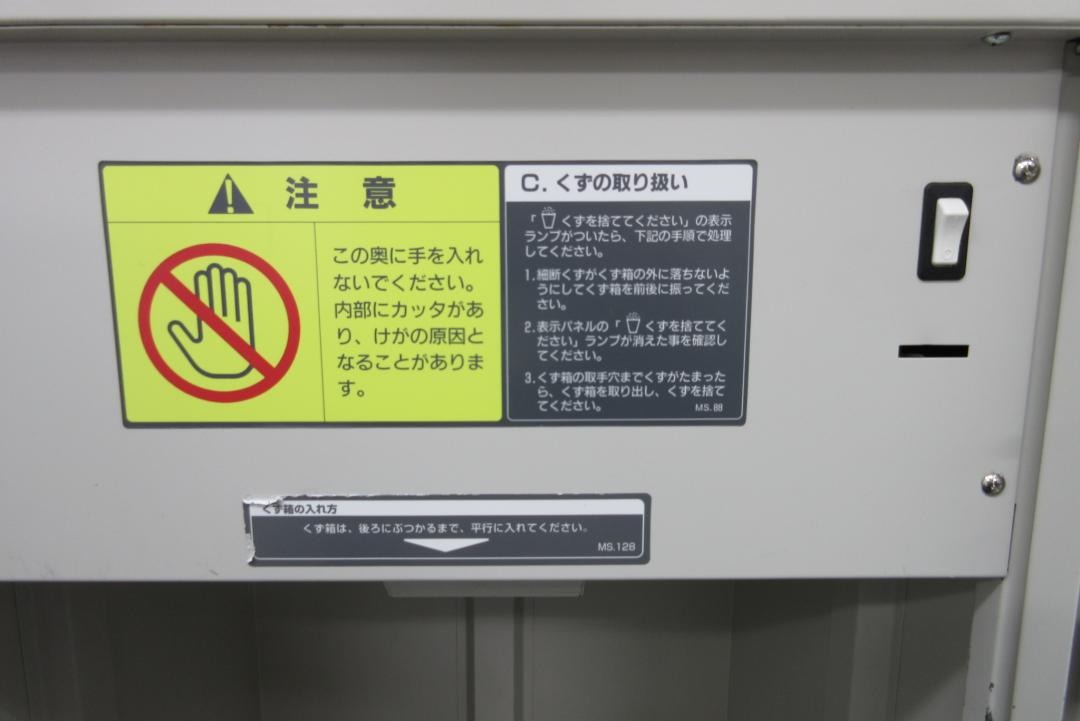 注意
この奥に手を入れ
ないでください。
内部にカッタがあ
り、けがの原因と
なることがありま
す。
C. くずの取り扱い
「くずを捨ててください」の表示
ランプがついたら、下記の手順で処理
してください。
1.細断くずがくず箱の外に落ちないよ
うにしてくず箱を前後に振ってくだ
さい。
2.表示パネルの「くずを捨ててく
ださい」ランプが消えた事を確認し
てください。
3.くず箱の取手穴までくずがたまった
ら、くず箱を取り出し、くずを捨て
てください。
MS.88
くず箱の入れ方
くず箱は、後ろにぶつかるまで、平行に入れてください。
MS.128